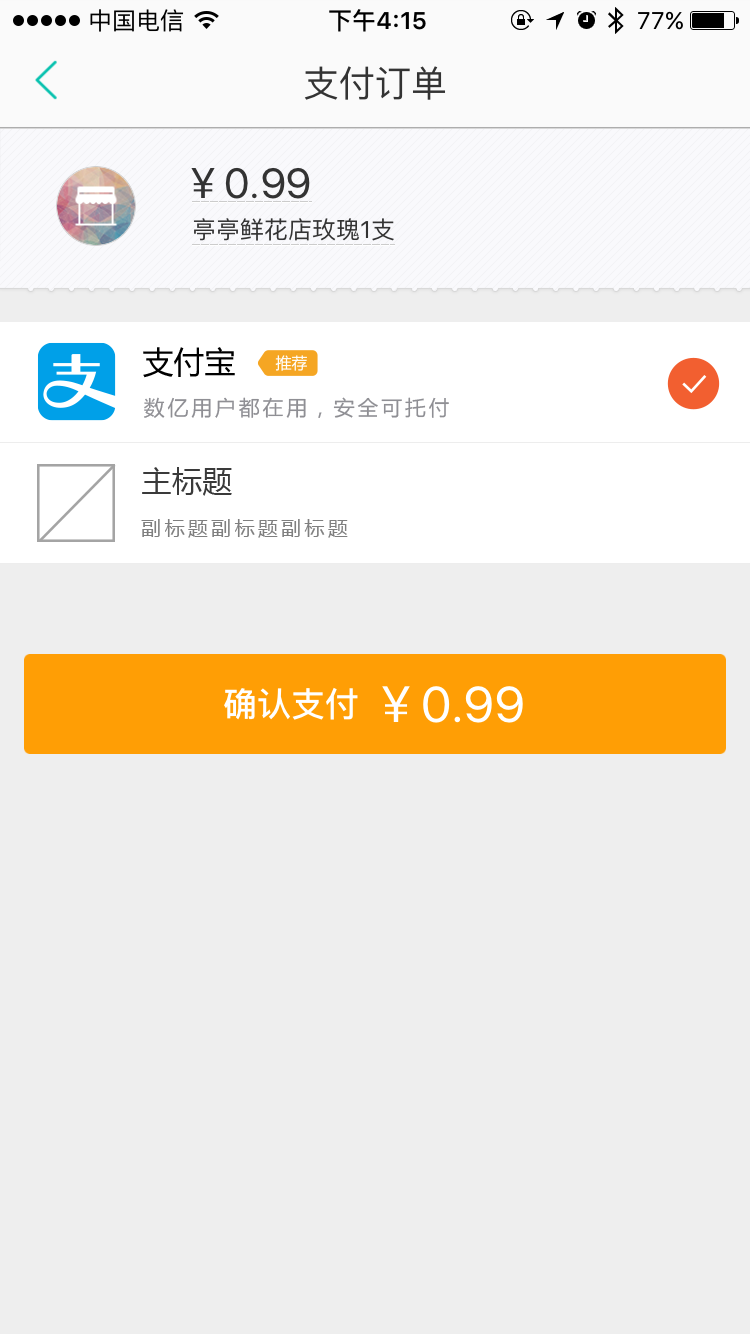 中国电信 下午4:15 77%
支付订单
¥ 0.99
亭亭鲜花店玫瑰1支
支付宝 推荐
数亿用户都在用，安全可托付
主标题
副标题副标题副标题
确认支付 ¥ 0.99